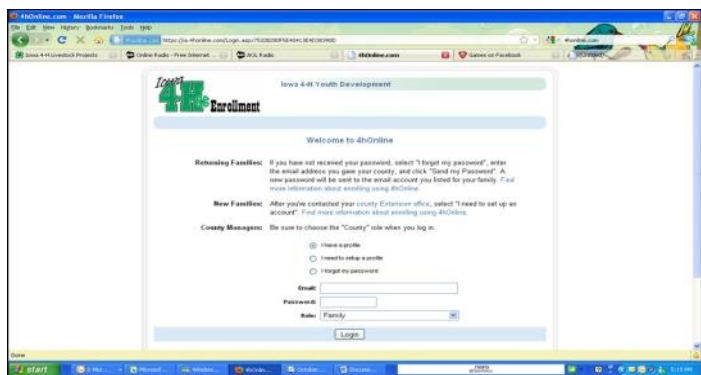 4hOnline.com - Mozilla Firefox
File Edit View History Bookmarks Tools Help
Iowa 4-H Livestock Projects
Online Radio - Free Internet ...
AOL Radio
4hOnline.com
Games on Facebook
Iowa
4-H
Enrollment
Iowa 4-H Youth Development
Welcome to 4hOnline
Returning Families: If you have not received your password, select "I forgot my password", enter
the email address you gave your county, and click "Send my Password". A
new password will be sent to the email account you listed for your family. Find
more information about enrolling using 4hOnline.
New Families: After you've contacted your county Extension office, select "I need to set up an
account". Find more information about enrolling using 4hOnline.
County Managers: Be sure to choose the "County" role when you log in.
I have a profile
I need to setup a profile
I forgot my password
Email:
Password:
Role: Family
Login
Done
start
5:15 PM